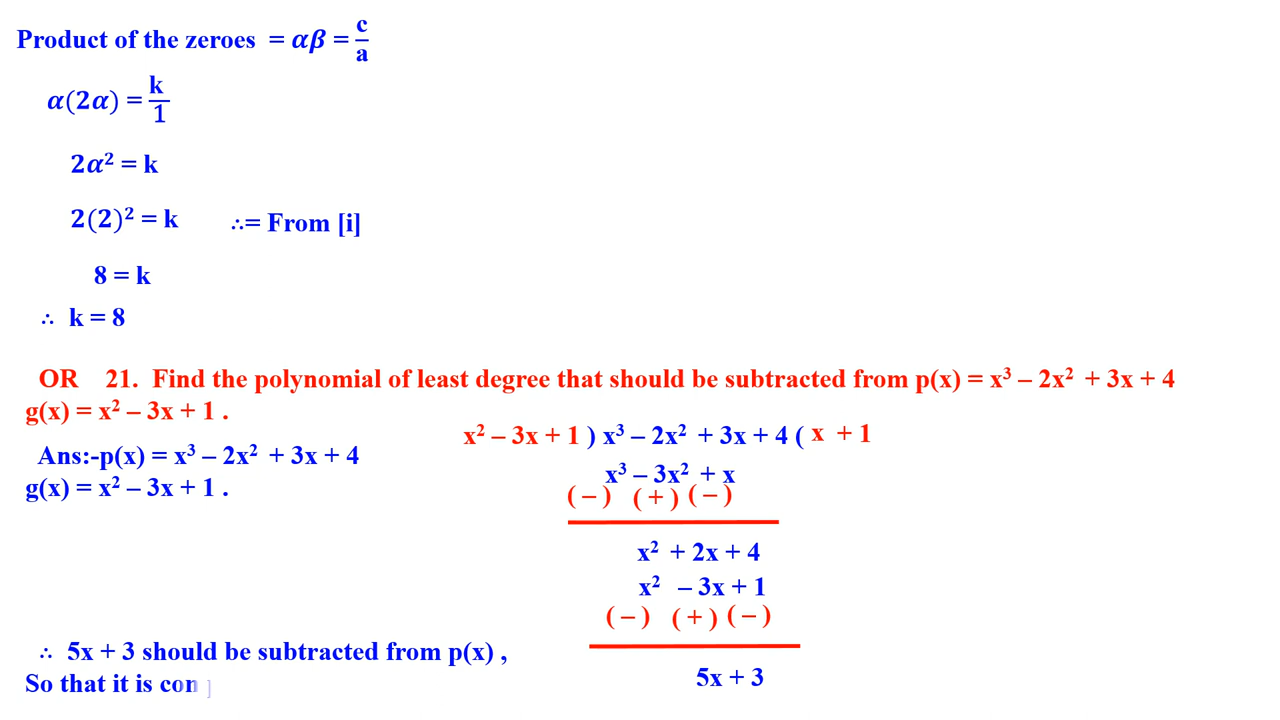 Product of the zeroes = αβ = c/a
α(2α) = k/1
2α² = k
2(2)² = k ∴= From [i]
8 = k
∴ k = 8
OR 21. Find the polynomial of least degree that should be subtracted from p(x) = x³ – 2x² + 3x + 4
g(x) = x² – 3x + 1 .
x² – 3x + 1 ) x³ – 2x² + 3x + 4 ( x + 1
Ans:-p(x) = x³ – 2x² + 3x + 4
g(x) = x² – 3x + 1 .
x³ – 3x² + x
( – ) ( + ) ( – )
x² + 2x + 4
x² – 3x + 1
( – ) ( + ) ( – )
5x + 3
∴ 5x + 3 should be subtracted from p(x) ,
So that it is